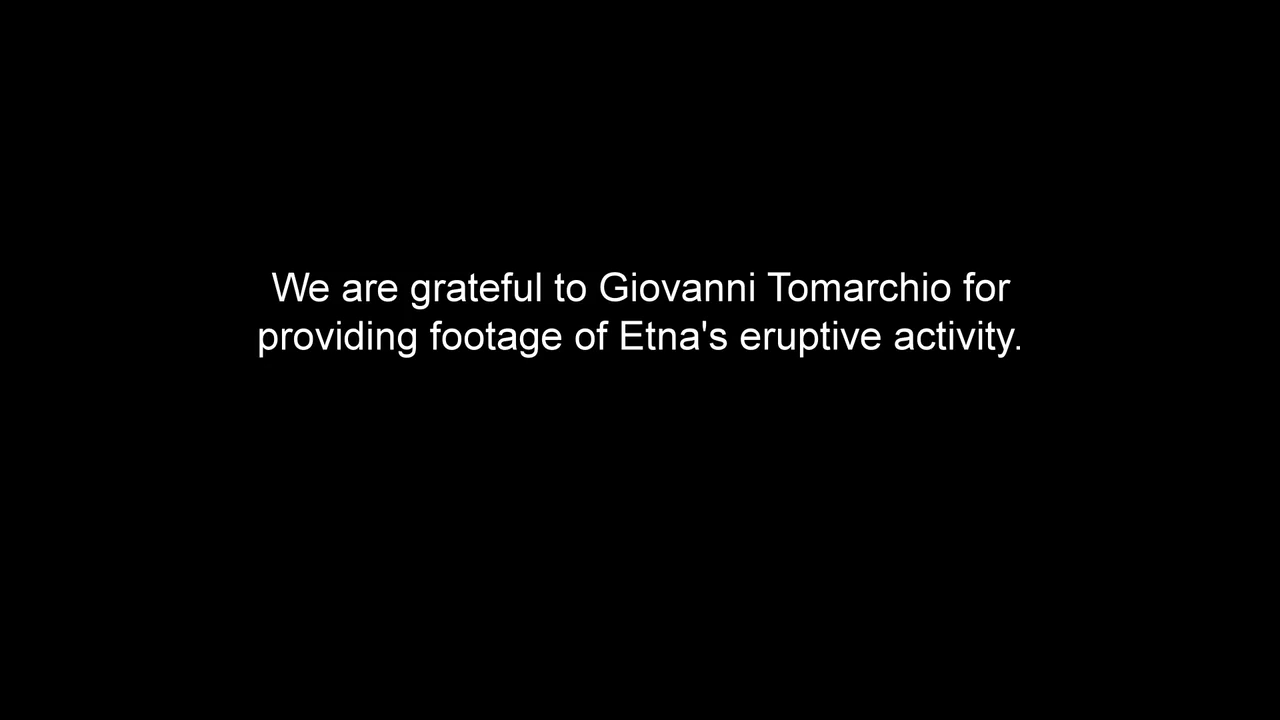 We are grateful to Giovanni Tomarchio for
providing footage of Etna's eruptive activity.